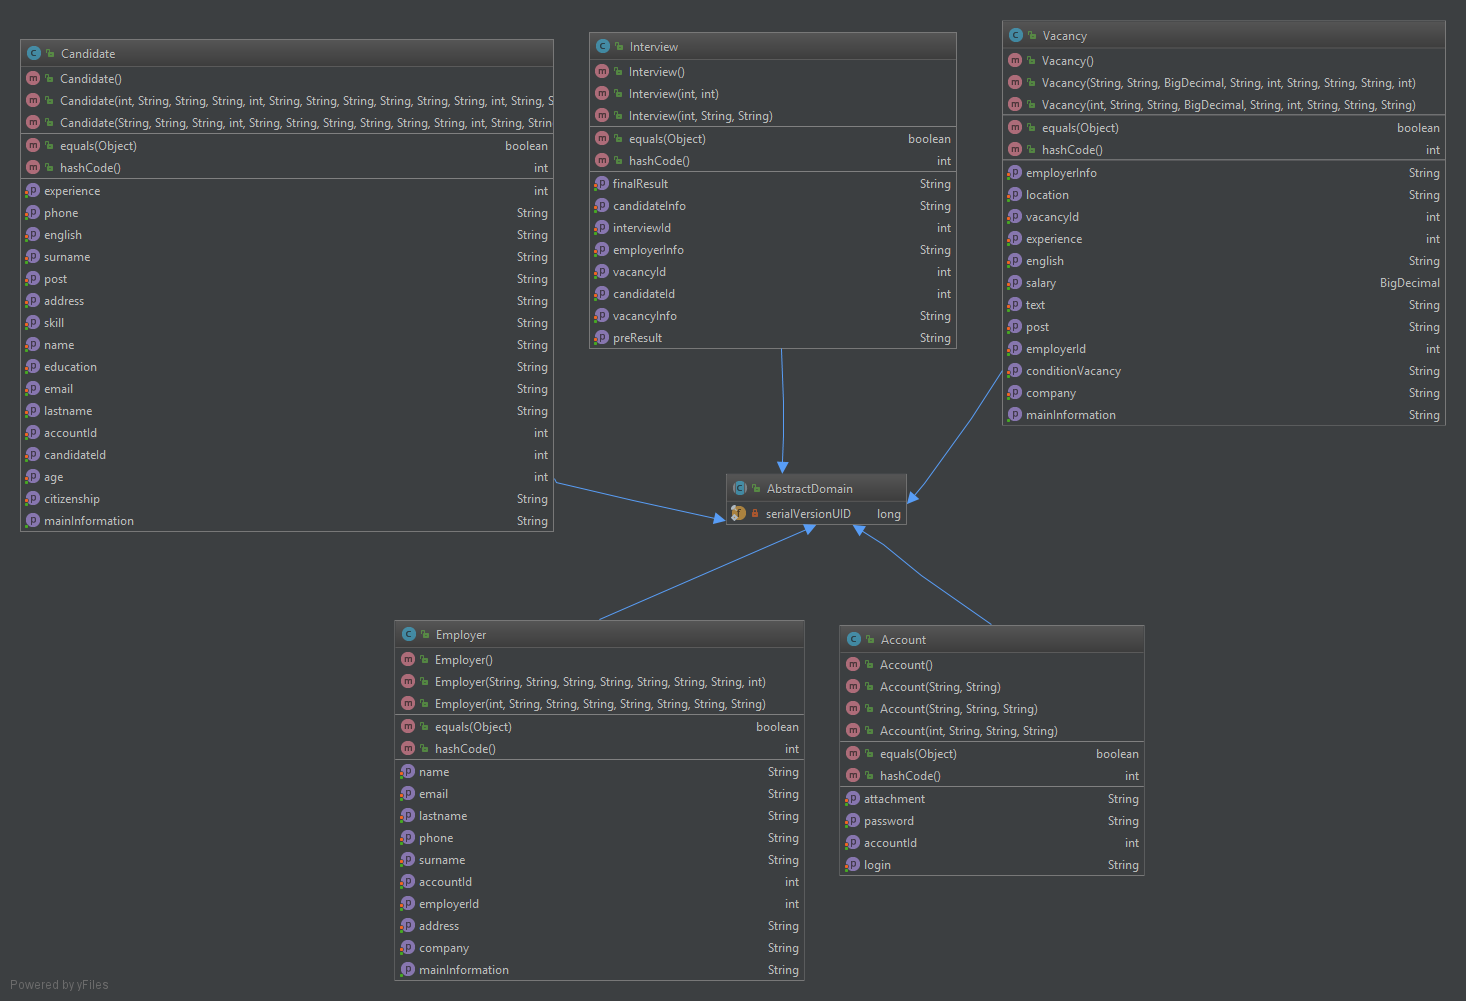 Candidate
Candidate()
Candidate(int, String, String, String, int, String, String, String, String, String, String, int, String, S
Candidate(String, String, String, int, String, String, String, String, String, String, int, String, Strin
equals(Object) boolean
hashCode() int
experience int
phone String
english String
surname String
post String
address String
skill String
name String
education String
email String
lastname String
accountId int
candidateId int
age int
citizenship String
mainInformation String
Interview
Interview()
Interview(int, int)
Interview(int, String, String)
equals(Object) boolean
hashCode() int
finalResult String
candidateInfo String
interviewId int
employerInfo String
vacancyId int
candidateId int
vacancyInfo String
preResult String
Vacancy
Vacancy()
Vacancy(String, String, BigDecimal, String, int, String, String, String, int)
Vacancy(int, String, String, BigDecimal, String, int, String, String, String)
equals(Object) boolean
hashCode() int
employerInfo String
location String
vacancyId int
experience int
english String
salary BigDecimal
text String
post String
employerId int
conditionVacancy String
company String
mainInformation String
AbstractDomain
serialVersionUID long
Employer
Employer()
Employer(String, String, String, String, String, String, String, int)
Employer(int, String, String, String, String, String, String, String)
equals(Object) boolean
hashCode() int
name String
email String
lastname String
phone String
surname String
accountId int
employerId int
address String
company String
mainInformation String
Account
Account()
Account(String, String)
Account(String, String, String)
Account(int, String, String, String)
equals(Object) boolean
hashCode() int
attachment String
password String
accountId int
login String
Powered by yFiles